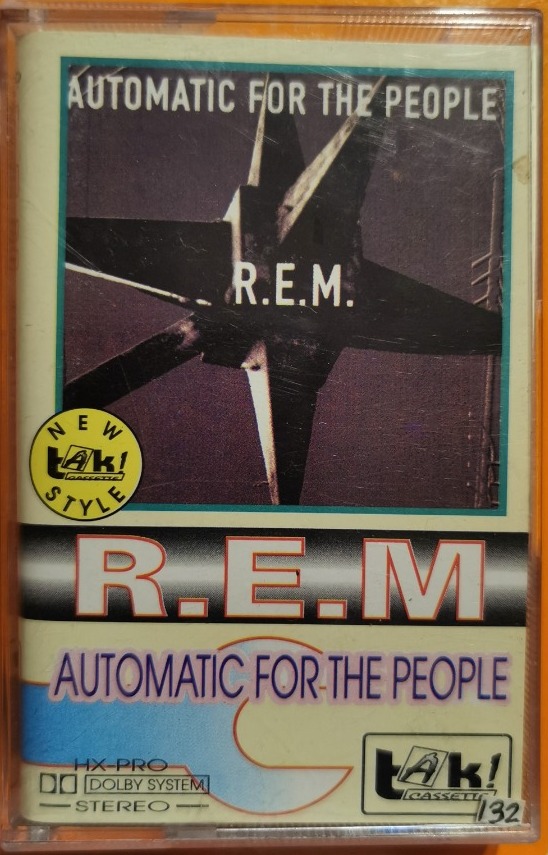 AUTOMATIC FOR THE PEOPLE
R.E.M.
NEW
tAk!
CASSETTE
STYLE
R.E.M
AUTOMATIC FOR THE PEOPLE
HX-PRO
DOLBY SYSTEM
STEREO
tAk!
CASSETTE
132